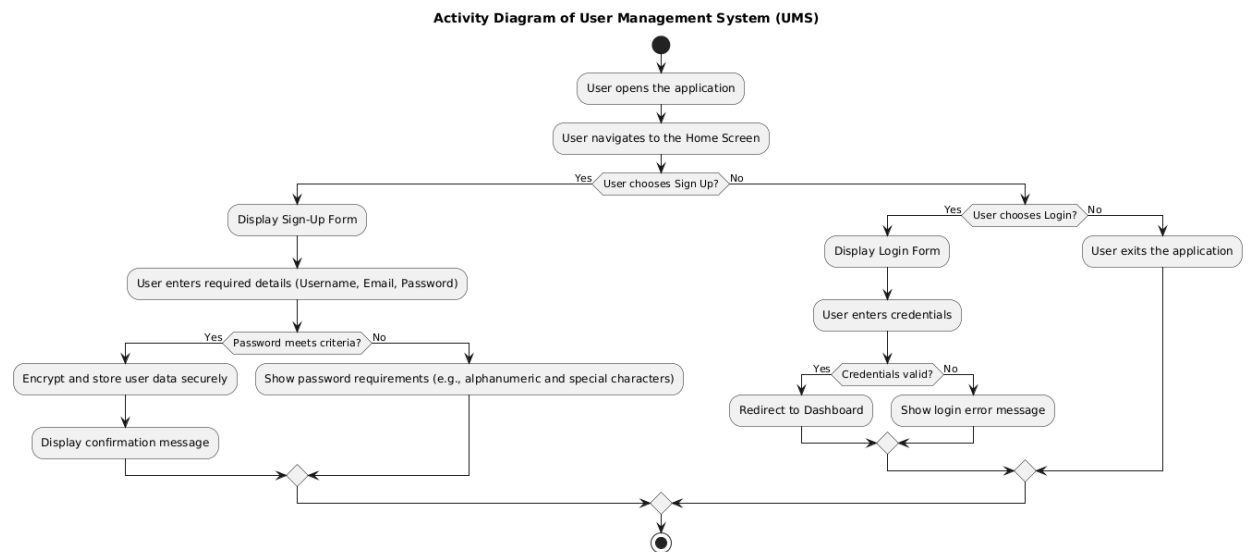 Activity Diagram of User Management System (UMS)
User opens the application
User navigates to the Home Screen
Yes
User chooses Sign Up?
No
Display Sign-Up Form
User enters required details (Username, Email, Password)
Yes
Password meets criteria?
No
Encrypt and store user data securely
Show password requirements (e.g., alphanumeric and special characters)
Display confirmation message
Yes
User chooses Login?
No
Display Login Form
User exits the application
User enters credentials
Yes
Credentials valid?
No
Redirect to Dashboard
Show login error message